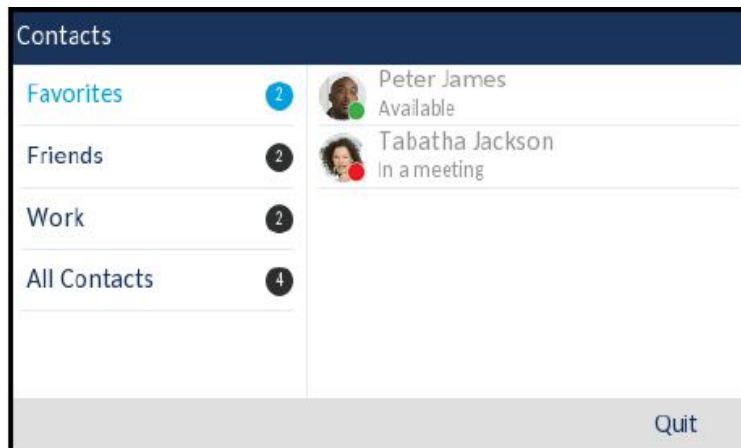 Contacts
Favorites 2
Friends 2
Work 2
All Contacts 4
Peter James
Available
Tabatha Jackson
In a meeting
Quit